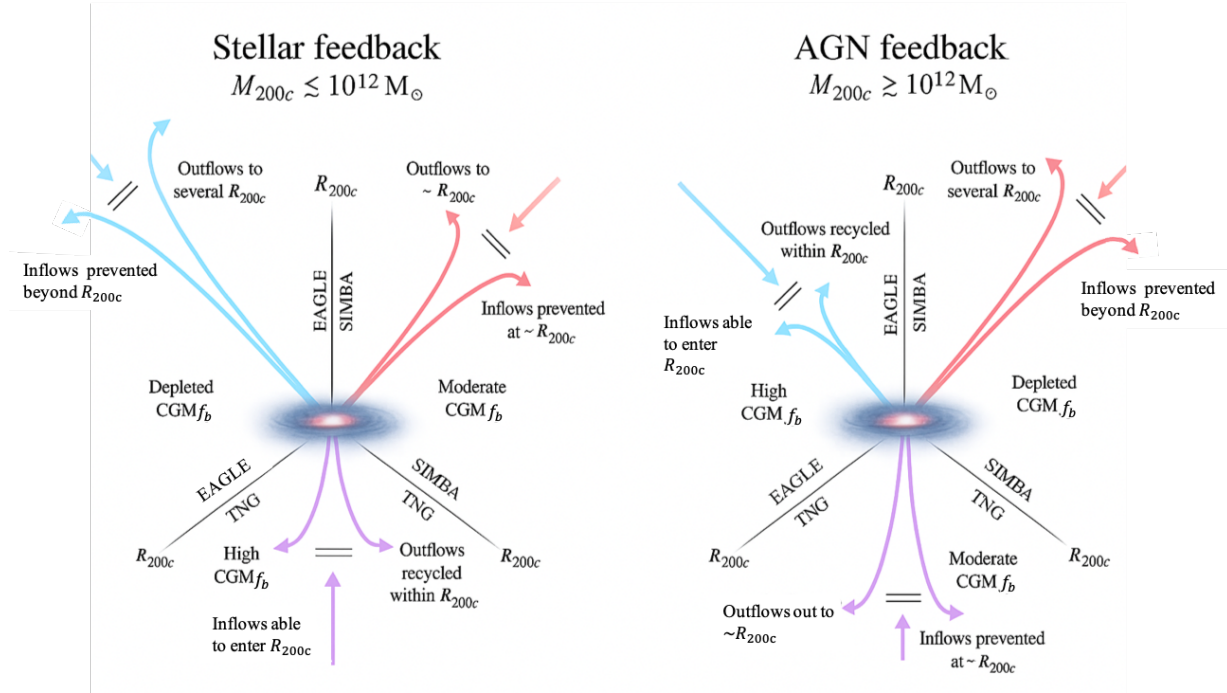 Stellar feedback
M200c ≲ 10^12 M⊙
Outflows to
several R200c
R200c
Outflows to
~ R200c
Inflows prevented
beyond R200c
EAGLE
SIMBA
Inflows prevented
at ~ R200c
Depleted
CGM fb
Moderate
CGM fb
EAGLE
TNG
SIMBA
TNG
R200c
High
CGM fb
Outflows
recycled
within R200c
R200c
Inflows able
to enter R200c
AGN feedback
M200c ≳ 10^12 M⊙
Outflows to
several R200c
R200c
Outflows recycled
within R200c
EAGLE
SIMBA
Inflows prevented
beyond R200c
Inflows able
to enter
R200c
High
CGM fb
Depleted
CGM fb
EAGLE
TNG
SIMBA
TNG
R200c
Moderate
CGM fb
R200c
Outflows out to
~R200c
Inflows prevented
at ~ R200c